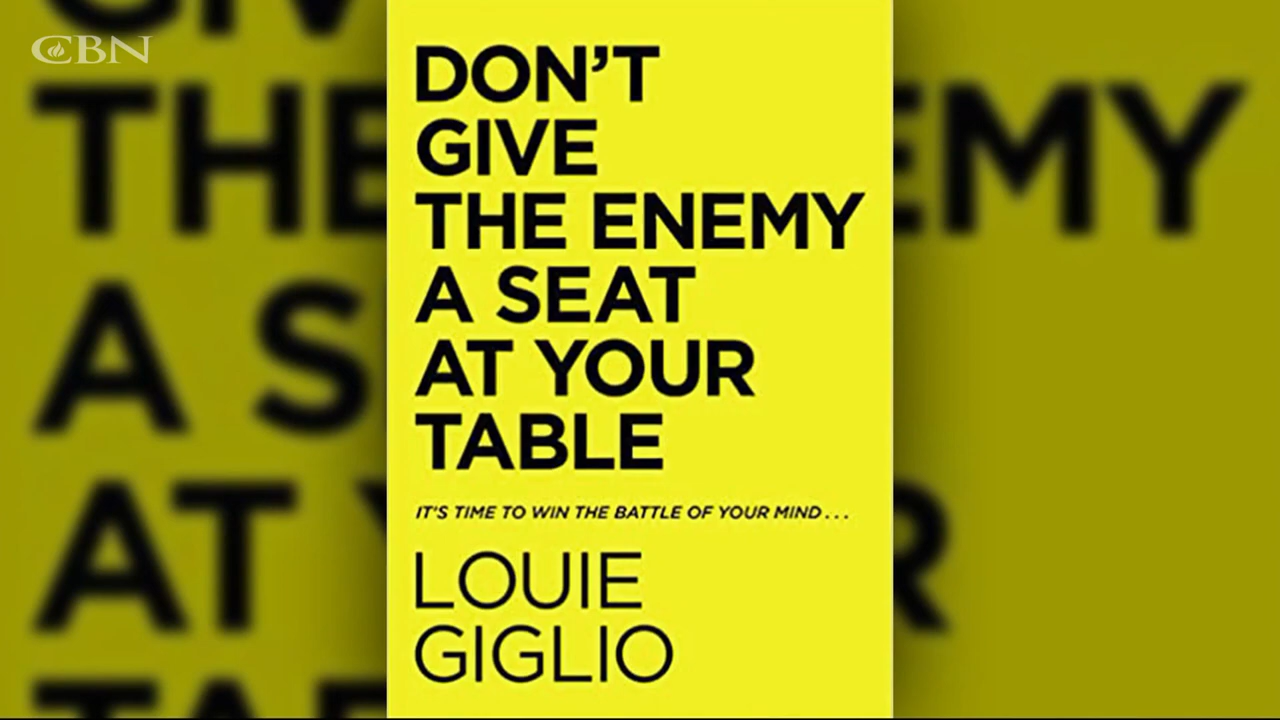 CBN
DON'T
GIVE
THE ENEMY
A SEAT
AT YOUR
TABLE
IT'S TIME TO WIN THE BATTLE OF YOUR MIND...
LOUIE
GIGLIO